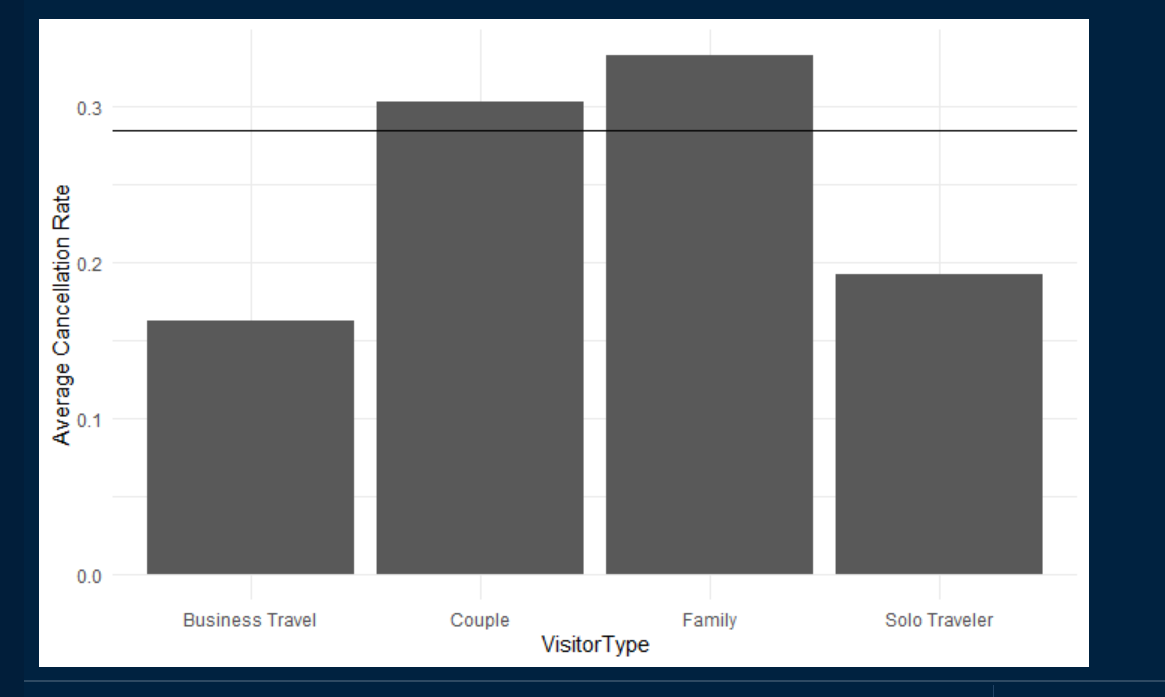 Average Cancellation Rate
0.3
0.2
0.1
0.0
Business Travel
Couple
Family
Solo Traveler
VisitorType